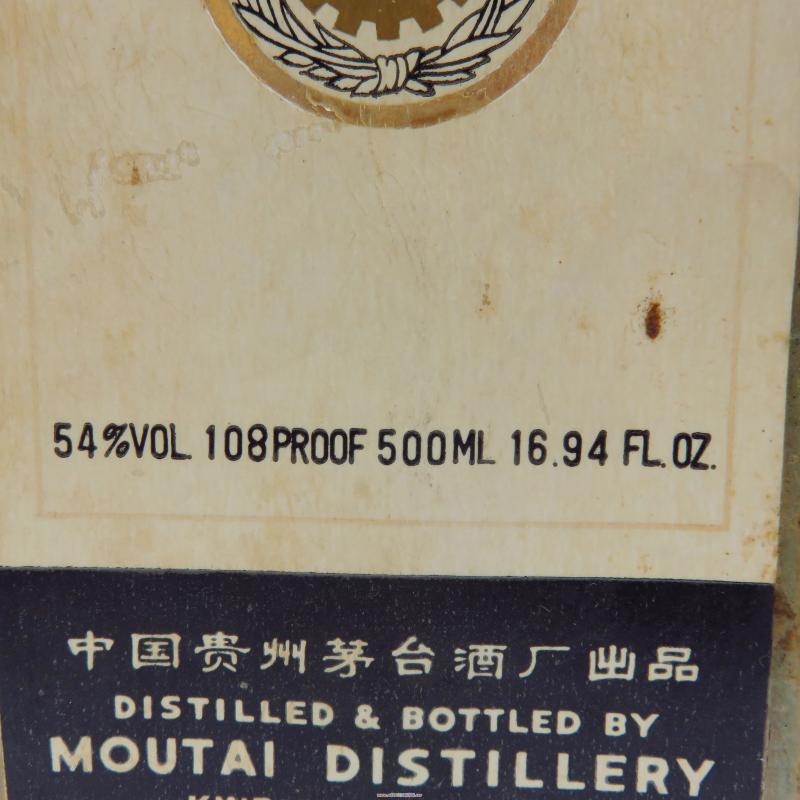 54%VOL 108PROOF 500ML 16.94 FL.OZ.
中国贵州茅台酒厂出品
DISTILLED & BOTTLED BY
MOUTAI DISTILLERY